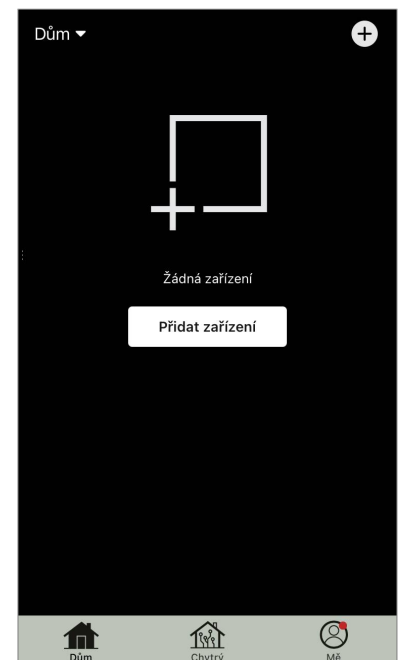 Dům
Žádná zařízení
Přidat zařízení
Dům
Chytrý
Mě